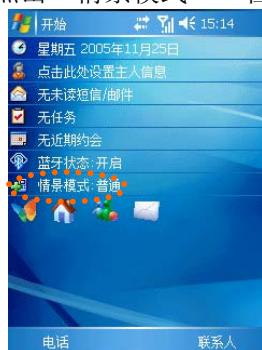 开始 15:14
星期五 2005年11月25日
点击此处设置主人信息
无未读短信/邮件
无任务
无近期约会
蓝牙状态:开启
情景模式:普通
电话 联系人